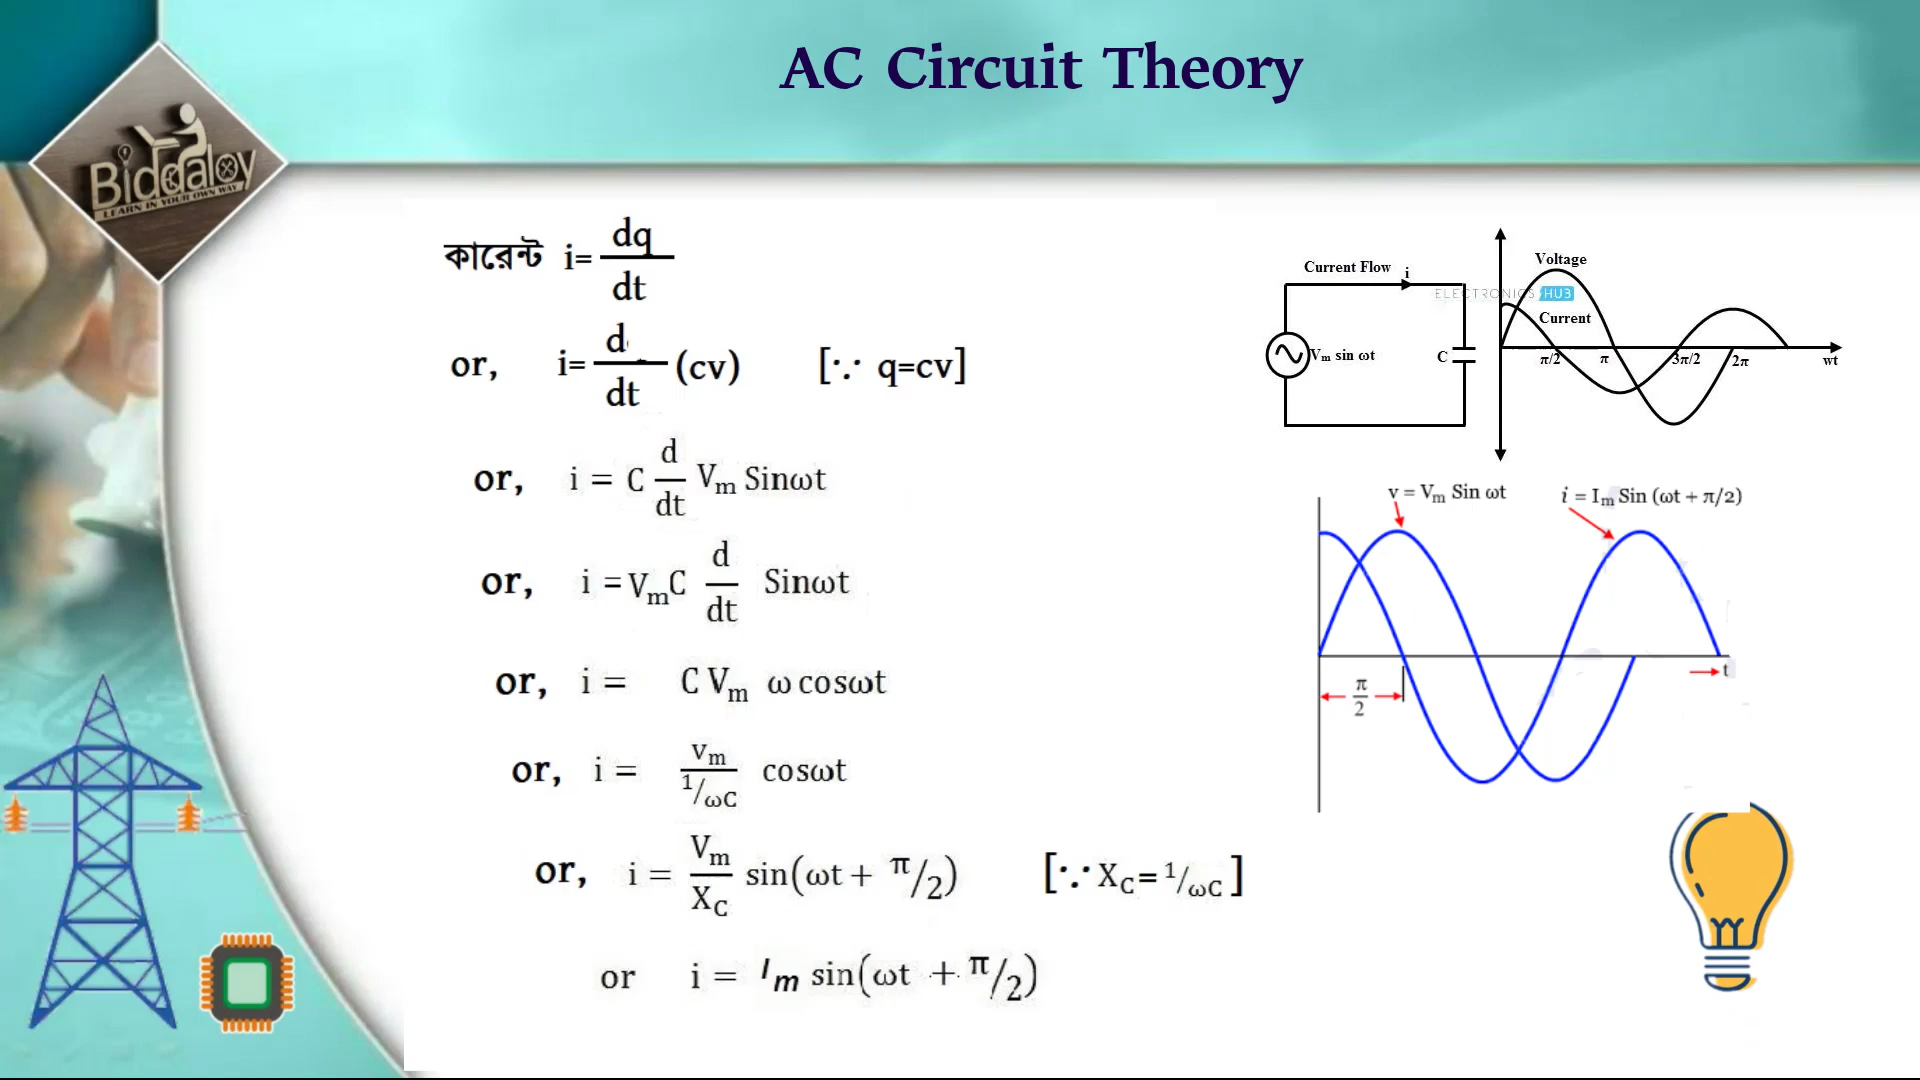 AC Circuit Theory
Biddaloy
LEARN IN YOUR OWN WAY
কারেন্ট i= dq/dt
or, i= d/dt (cv) [∵ q=cv]
or, i = C d/dt Vm Sinωt
or, i =VmC d/dt Sinωt
or, i = C Vm ω cosωt
or, i = Vm / 1/ωC cosωt
or, i = Vm/XC sin(ωt + π/2) [∵ XC= 1/ωC ]
or i = Im sin(ωt + π/2)
Current Flow i
Vm sin ωt
C
Voltage
ELECTRONICS HUB
Current
π/2 π 3π/2 2π wt
v = Vm Sin ωt
i = Im Sin (ωt + π/2)
π/2
t